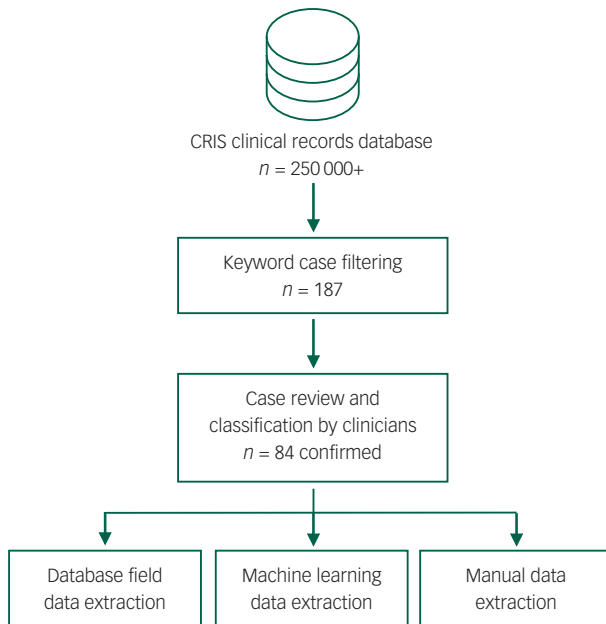 CRIS clinical records database
n = 250 000+
Keyword case filtering
n = 187
Case review and
classification by clinicians
n = 84 confirmed
Database field
data extraction
Machine learning
data extraction
Manual data
extraction